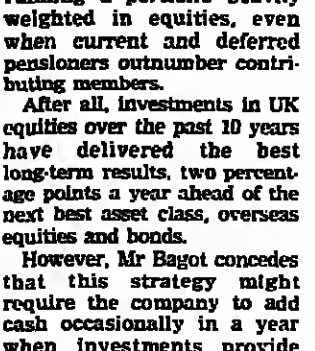 weighted in equities, even
when current and deferred
pensioners outnumber contri-
buting members.
After all, investments in UK
equities over the past 10 years
have delivered the best
long-term results, two percent-
age points a year ahead of the
next best asset class, overseas
equities and bonds.
However, Mr Bagot concedes
that this strategy might
require the company to add
cash occasionally in a year
when investments provide